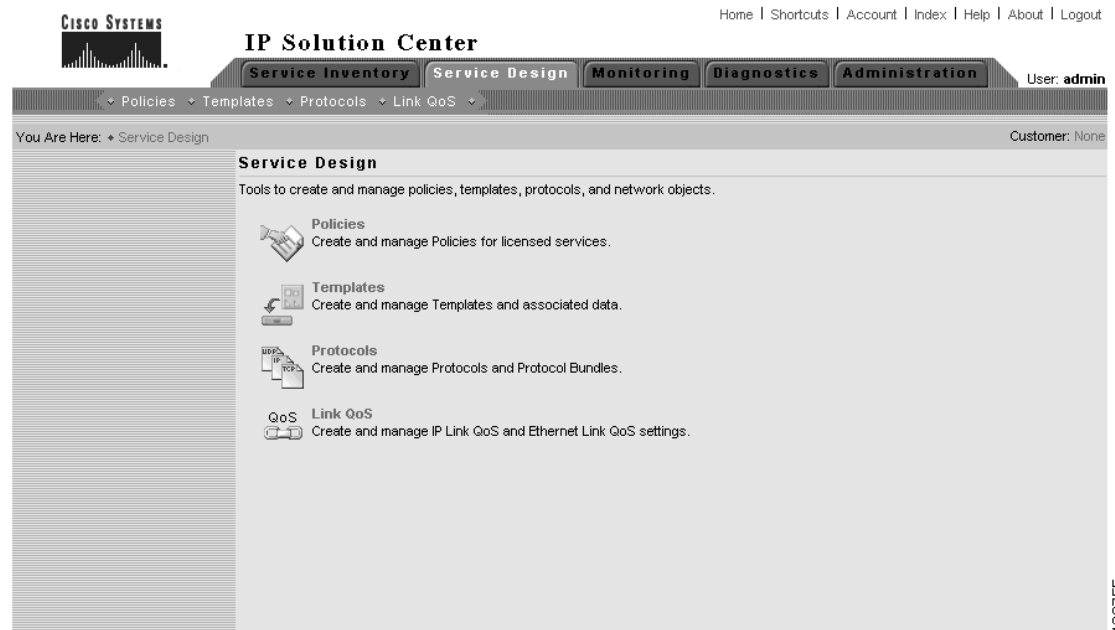 Home | Shortcuts | Account | Index | Help | About | Logout
CISCO SYSTEMS
IP Solution Center
Service Inventory Service Design Monitoring Diagnostics Administration
User: admin
Policies Templates Protocols Link QoS
You Are Here: Service Design
Customer: None
Service Design
Tools to create and manage policies, templates, protocols, and network objects.
Policies
Create and manage Policies for licensed services.
Templates
Create and manage Templates and associated data.
UDP
IP
TCP
Protocols
Create and manage Protocols and Protocol Bundles.
QoS
Link QoS
Create and manage IP Link QoS and Ethernet Link QoS settings.